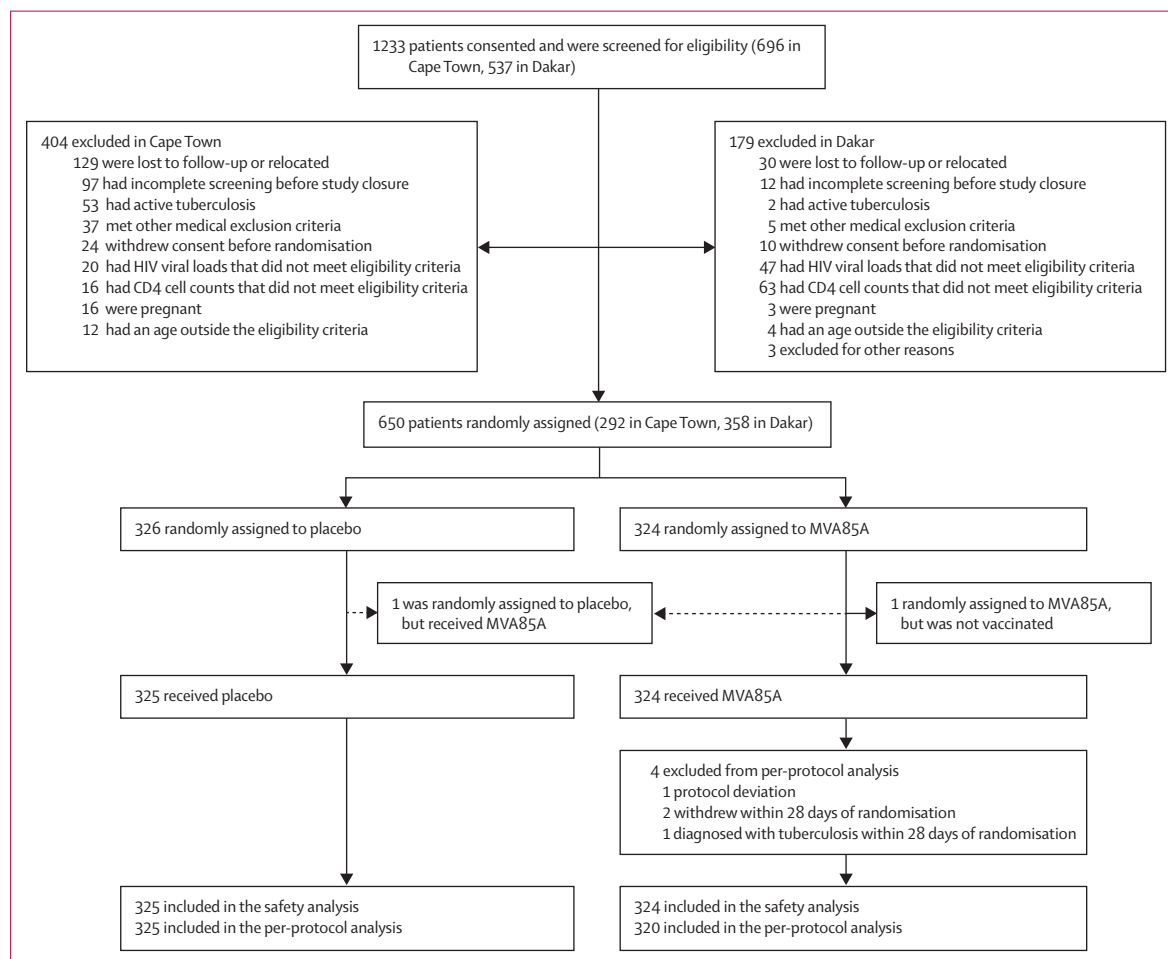 1233 patients consented and were screened for eligibility (696 in
Cape Town, 537 in Dakar)
404 excluded in Cape Town
129 were lost to follow-up or relocated
97 had incomplete screening before study closure
53 had active tuberculosis
37 met other medical exclusion criteria
24 withdrew consent before randomisation
20 had HIV viral loads that did not meet eligibility criteria
16 had CD4 cell counts that did not meet eligibility criteria
16 were pregnant
12 had an age outside the eligibility criteria
179 excluded in Dakar
30 were lost to follow-up or relocated
12 had incomplete screening before study closure
2 had active tuberculosis
5 met other medical exclusion criteria
10 withdrew consent before randomisation
47 had HIV viral loads that did not meet eligibility criteria
63 had CD4 cell counts that did not meet eligibility criteria
3 were pregnant
4 had an age outside the eligibility criteria
3 excluded for other reasons
650 patients randomly assigned (292 in Cape Town, 358 in Dakar)
326 randomly assigned to placebo
324 randomly assigned to MVA85A
1 was randomly assigned to placebo,
but received MVA85A
1 randomly assigned to MVA85A,
but was not vaccinated
325 received placebo
324 received MVA85A
4 excluded from per-protocol analysis
1 protocol deviation
2 withdrew within 28 days of randomisation
1 diagnosed with tuberculosis within 28 days of randomisation
325 included in the safety analysis
325 included in the per-protocol analysis
324 included in the safety analysis
320 included in the per-protocol analysis